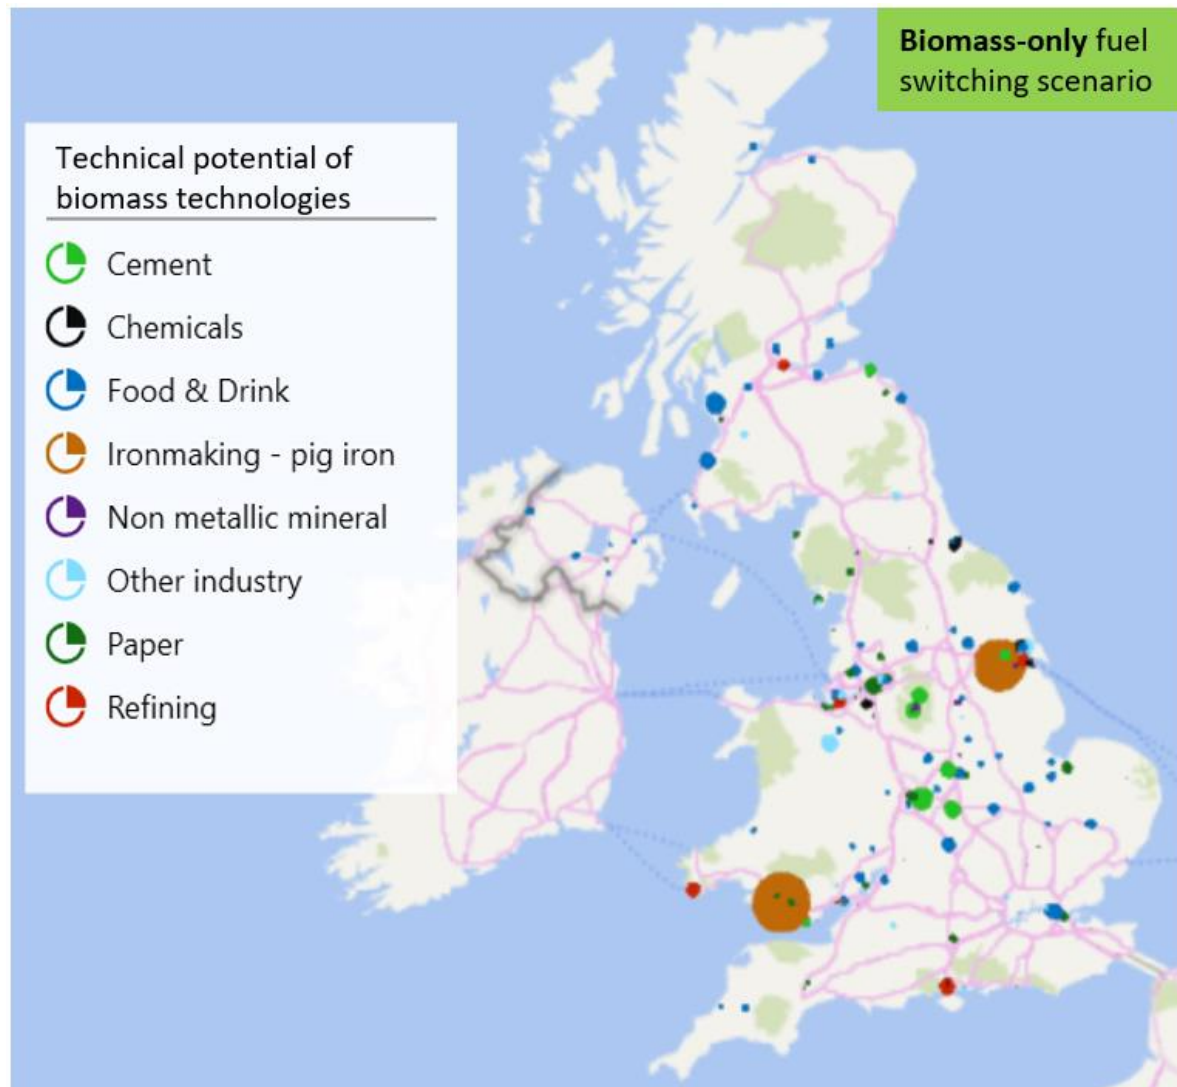 Biomass-only fuel
switching scenario
Technical potential of
biomass technologies
Cement
Chemicals
Food & Drink
Ironmaking - pig iron
Non metallic mineral
Other industry
Paper
Refining